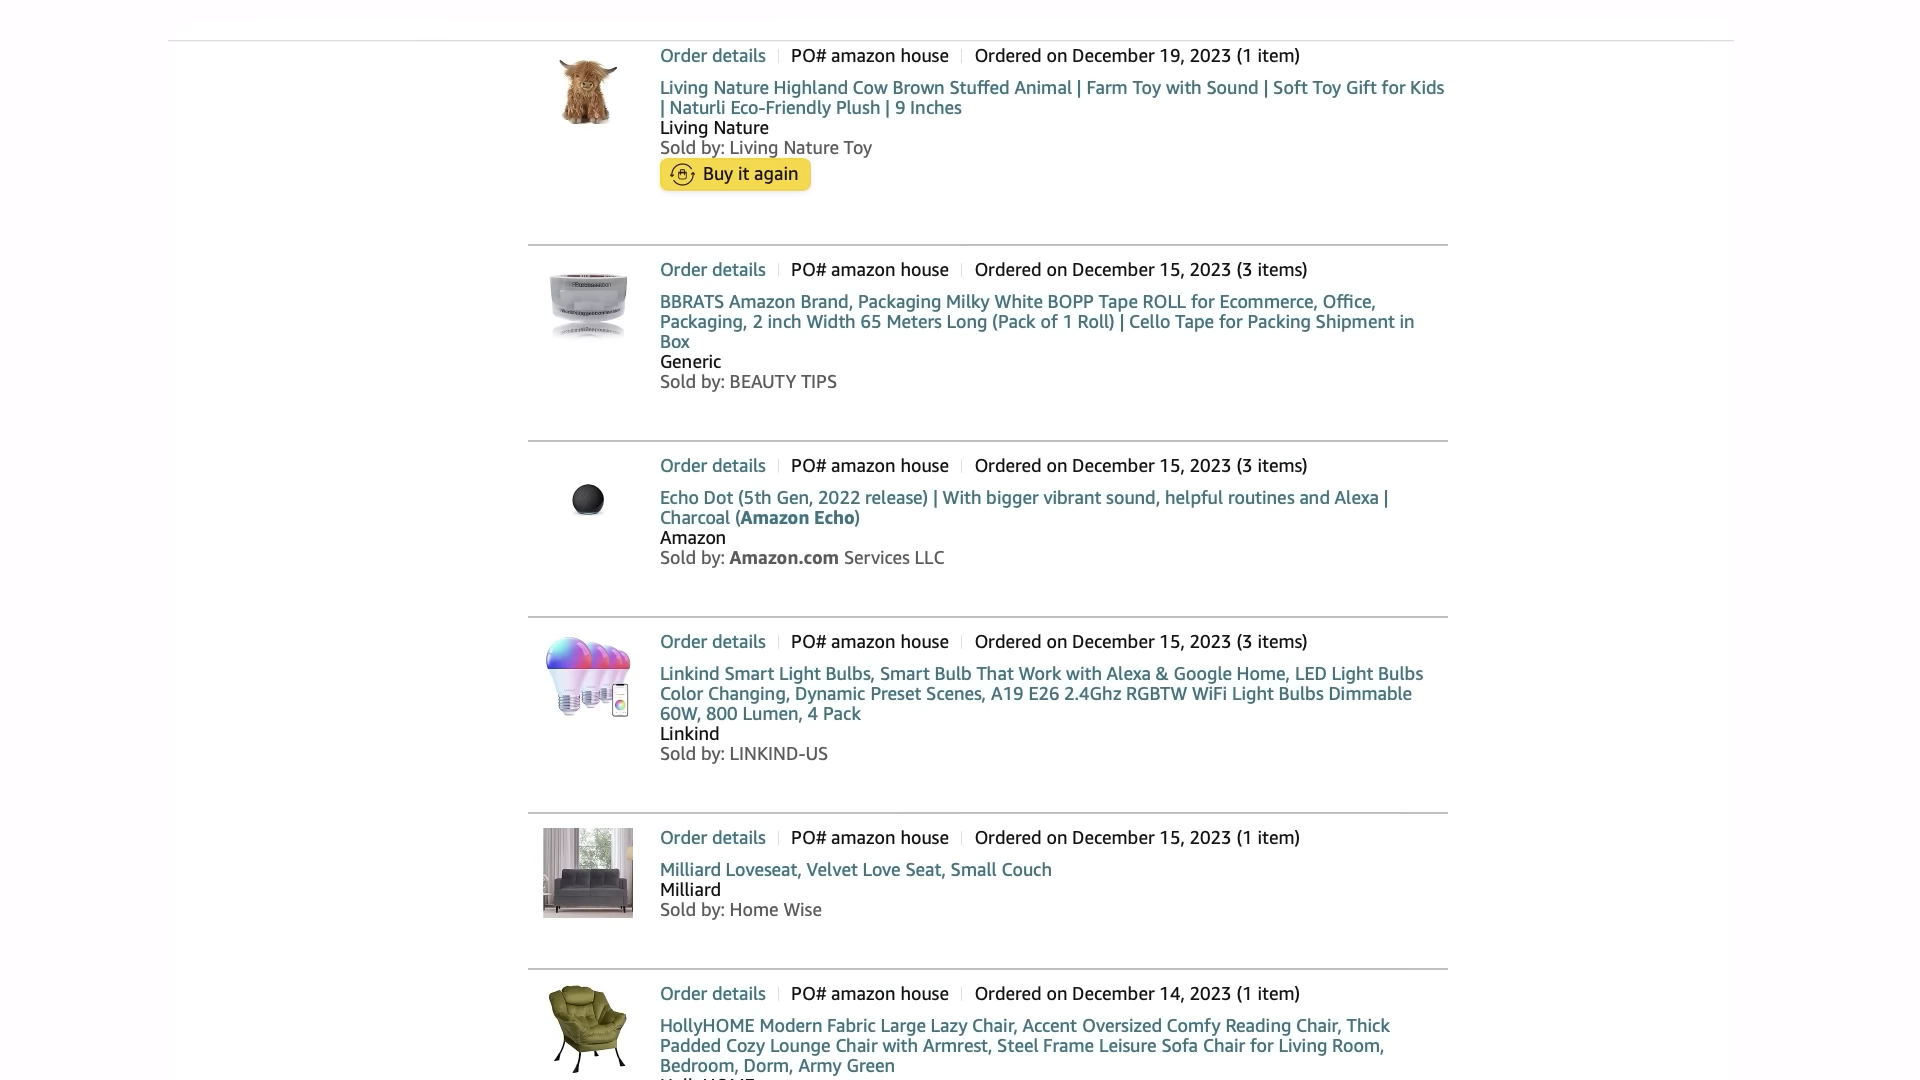 Order details PO# amazon house Ordered on December 19, 2023 (1 item)
Living Nature Highland Cow Brown Stuffed Animal | Farm Toy with Sound | Soft Toy Gift for Kids
| Naturli Eco-Friendly Plush | 9 Inches
Living Nature
Sold by: Living Nature Toy
Buy it again
Order details PO# amazon house Ordered on December 15, 2023 (3 items)
BBRATS Amazon Brand, Packaging Milky White BOPP Tape ROLL for Ecommerce, Office,
Packaging, 2 inch Width 65 Meters Long (Pack of 1 Roll) | Cello Tape for Packing Shipment in
Box
Generic
Sold by: BEAUTY TIPS
Order details PO# amazon house Ordered on December 15, 2023 (3 items)
Echo Dot (5th Gen, 2022 release) | With bigger vibrant sound, helpful routines and Alexa |
Charcoal (Amazon Echo)
Amazon
Sold by: Amazon.com Services LLC
Order details PO# amazon house Ordered on December 15, 2023 (3 items)
Linkind Smart Light Bulbs, Smart Bulb That Work with Alexa & Google Home, LED Light Bulbs
Color Changing, Dynamic Preset Scenes, A19 E26 2.4Ghz RGBTW WiFi Light Bulbs Dimmable
60W, 800 Lumen, 4 Pack
Linkind
Sold by: LINKIND-US
Order details PO# amazon house Ordered on December 15, 2023 (1 item)
Milliard Loveseat, Velvet Love Seat, Small Couch
Milliard
Sold by: Home Wise
Order details PO# amazon house Ordered on December 14, 2023 (1 item)
HollyHOME Modern Fabric Large Lazy Chair, Accent Oversized Comfy Reading Chair, Thick
Padded Cozy Lounge Chair with Armrest, Steel Frame Leisure Sofa Chair for Living Room,
Bedroom, Dorm, Army Green